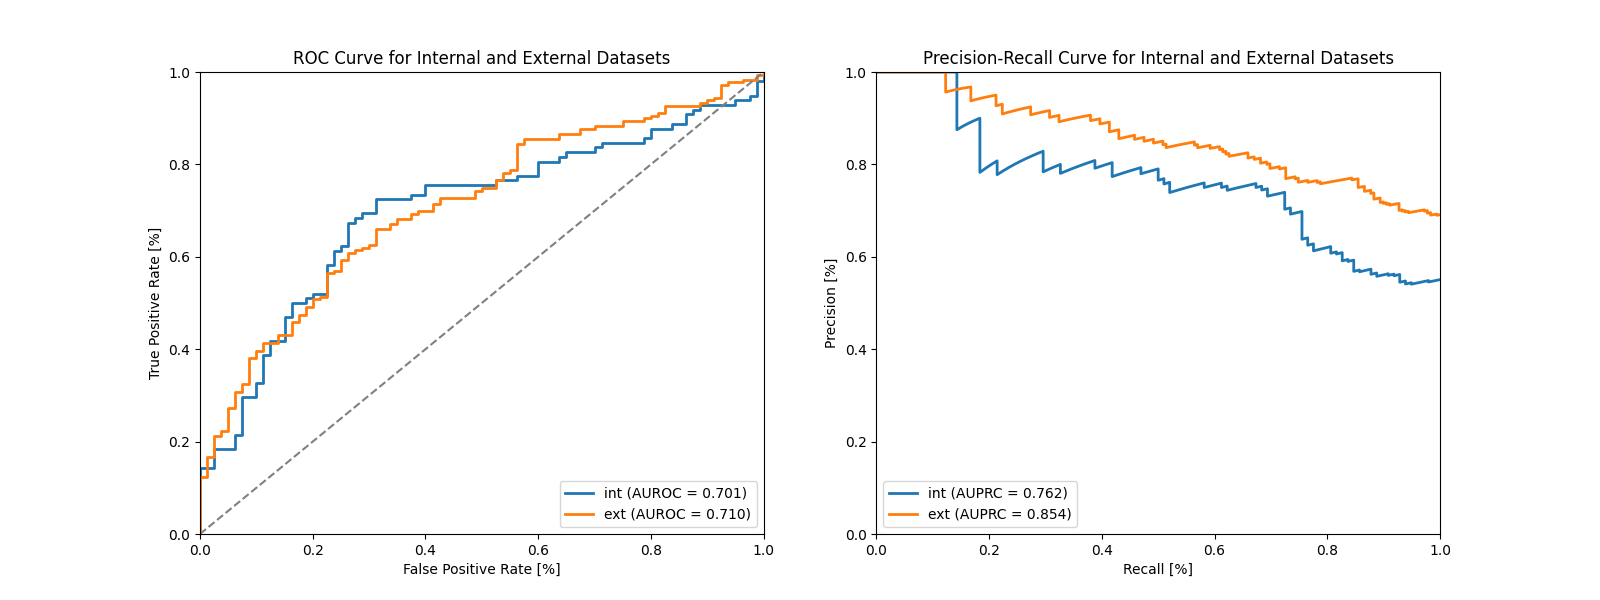 ROC Curve for Internal and External Datasets
True Positive Rate [%]
1.0
0.8
0.6
0.4
0.2
0.0
int (AUROC = 0.701)
ext (AUROC = 0.710)
0.0 0.2 0.4 0.6 0.8 1.0
False Positive Rate [%]
Precision-Recall Curve for Internal and External Datasets
Precision [%]
1.0
0.8
0.6
0.4
0.2
0.0
int (AUPRC = 0.762)
ext (AUPRC = 0.854)
0.0 0.2 0.4 0.6 0.8 1.0
Recall [%]